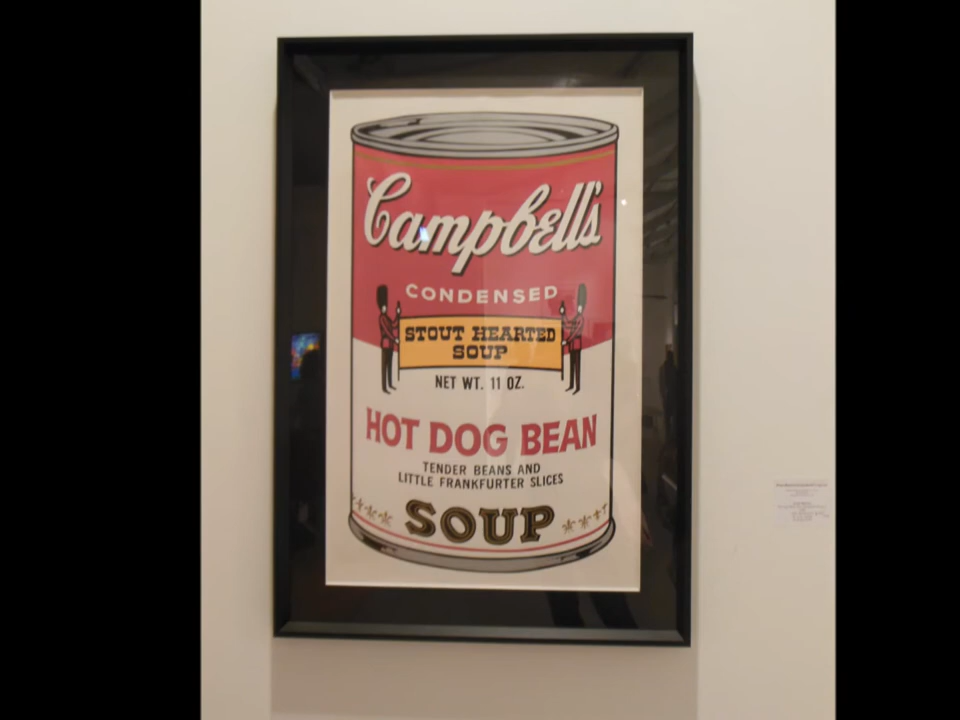 Campbell's
CONDENSED
STOUT HEARTED
SOUP
NET WT. 11 OZ.
HOT DOG BEAN
TENDER BEANS AND
LITTLE FRANKFURTER SLICES
SOUP